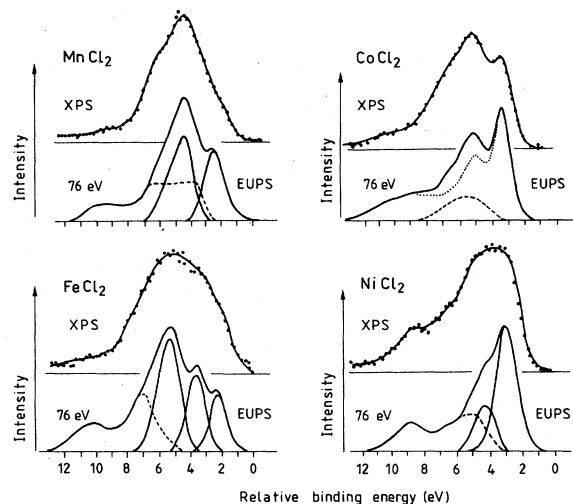 MnCl2
XPS
Intensity
76 eV
EUPS
CoCl2
XPS
Intensity
76 eV
EUPS
FeCl2
XPS
Intensity
76 eV
EUPS
12 10 8 6 4 2 0
NiCl2
XPS
Intensity
76 eV
EUPS
12 10 8 6 4 2 0
Relative binding energy (eV)